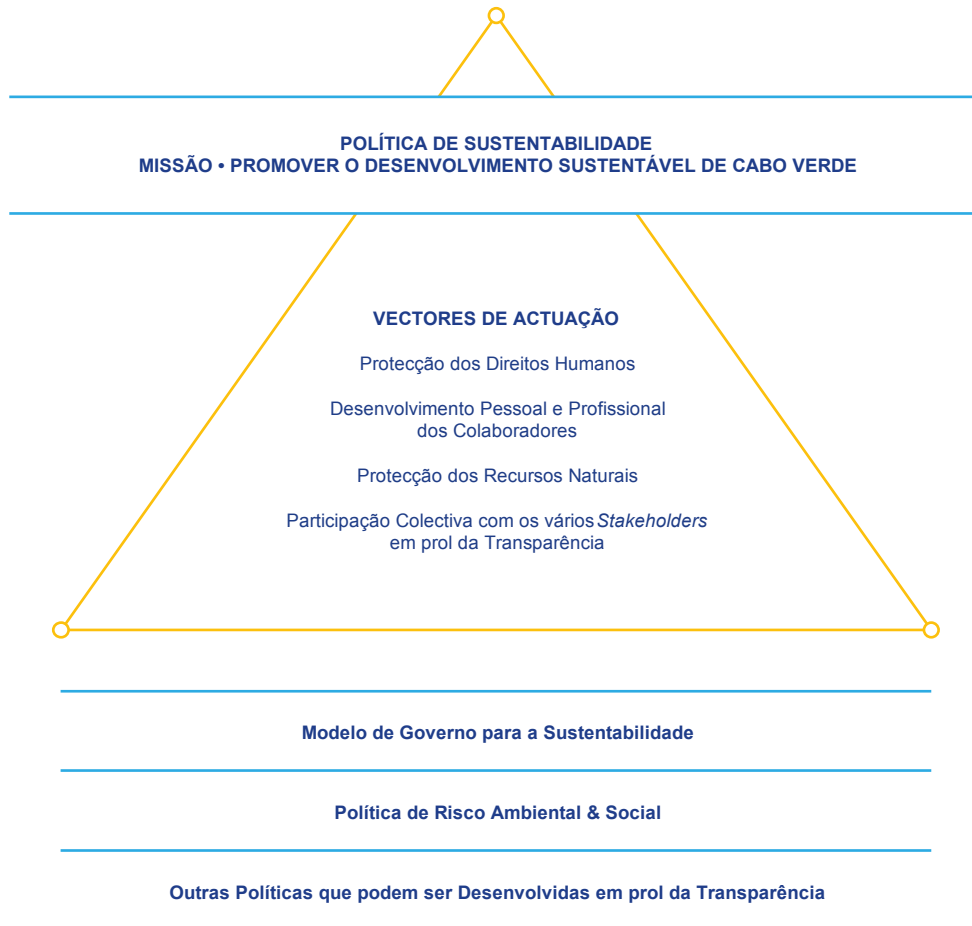 POLÍTICA DE SUSTENTABILIDADE
MISSÃO • PROMOVER O DESENVOLVIMENTO SUSTENTÁVEL DE CABO VERDE
VECTORES DE ACTUAÇÃO
Protecção dos Direitos Humanos
Desenvolvimento Pessoal e Profissional
dos Colaboradores
Protecção dos Recursos Naturais
Participação Colectiva com os vários Stakeholders
em prol da Transparência
Modelo de Governo para a Sustentabilidade
Política de Risco Ambiental & Social
Outras Políticas que podem ser Desenvolvidas em prol da Transparência